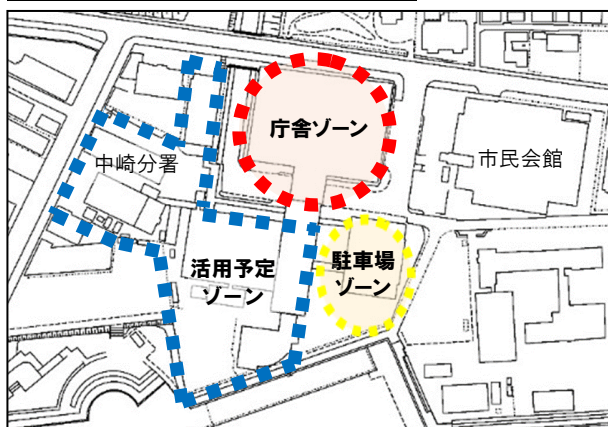 庁舎ゾーン
市民会館
中崎分署
活用予定
ゾーン
駐車場
ゾーン